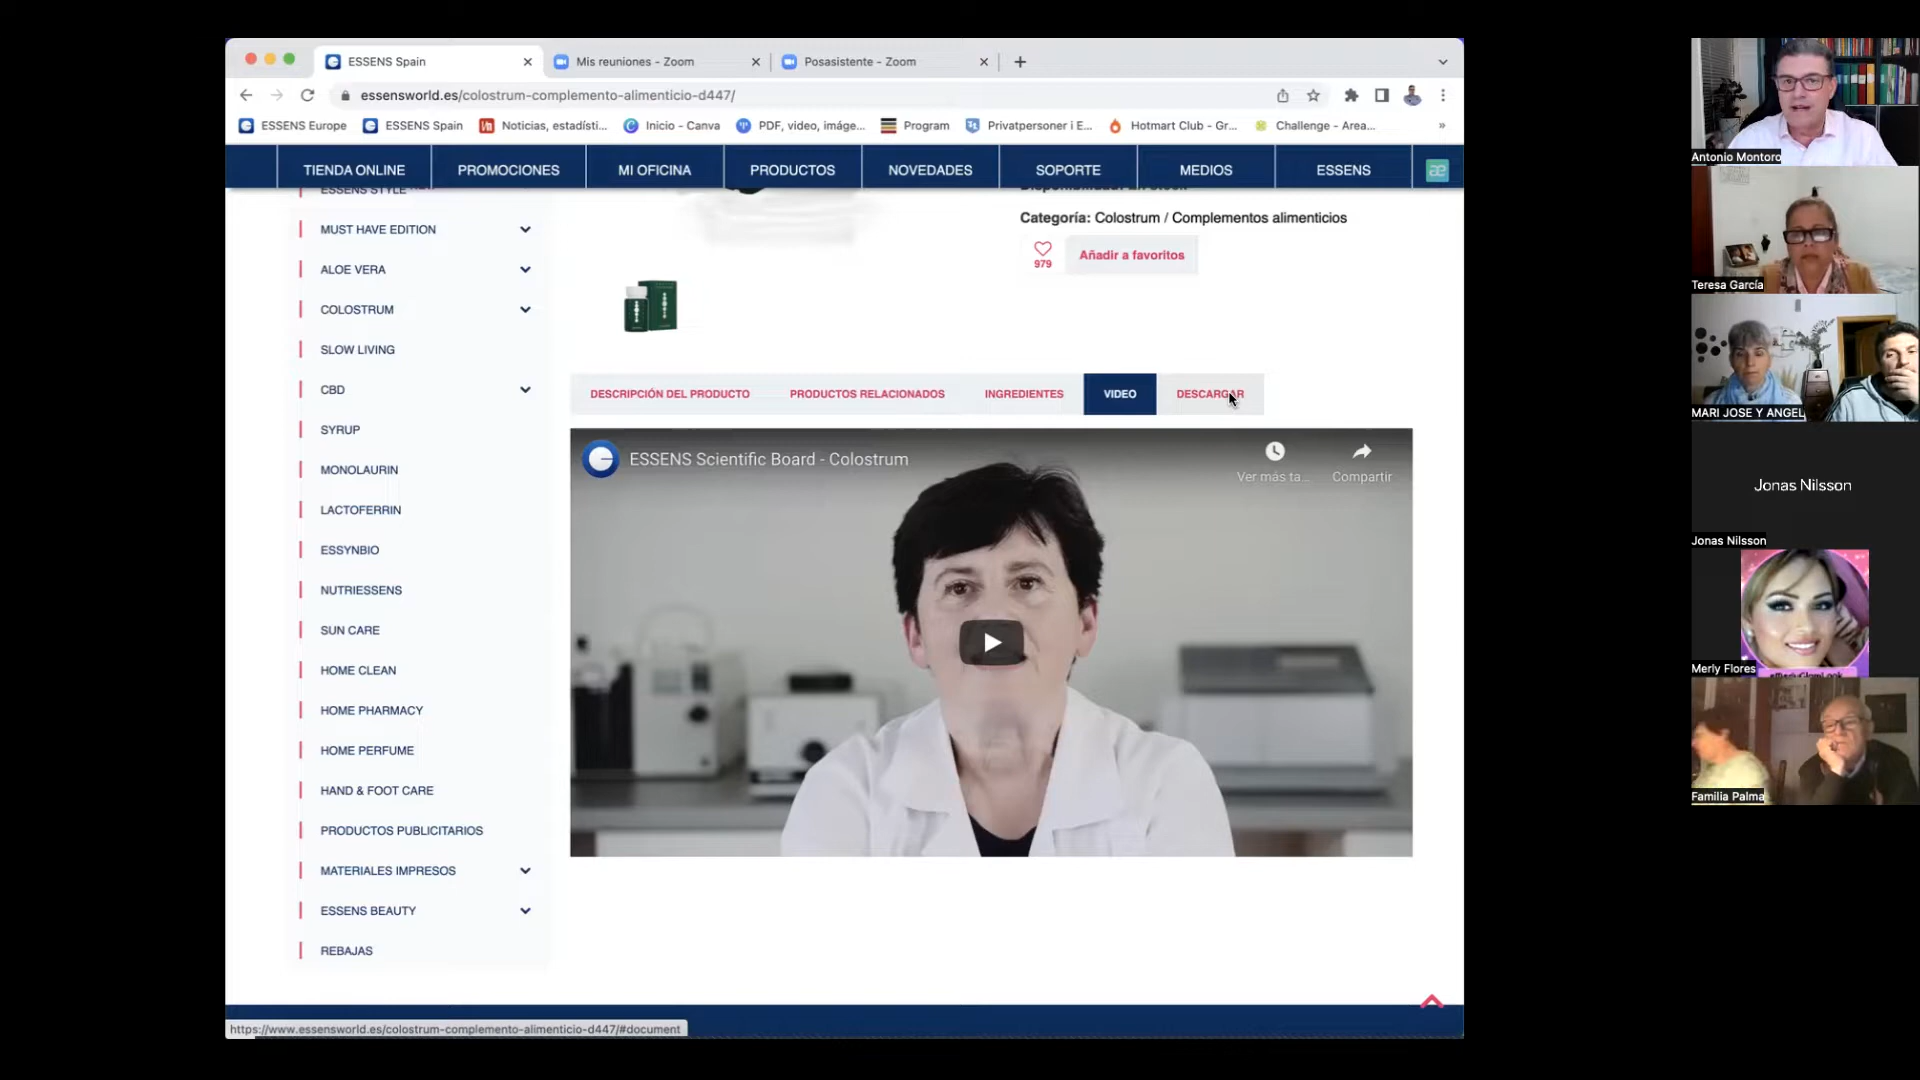 ESSENS Spain
Mis reuniones - Zoom
Posasistente - Zoom
essensworld.es/colostrum-complemento-alimenticio-d447/
ESSENS Europe
ESSENS Spain
Noticias, estadísti...
Inicio - Canva
PDF, video, imáge...
Program
Privatpersoner i E...
Hotmart Club - Gr...
Challenge - Area...
»
TIENDA ONLINE
PROMOCIONES
MI OFICINA
PRODUCTOS
NOVEDADES
SOPORTE
MEDIOS
ESSENS
æ
ESSENS STYLE
MUST HAVE EDITION
ALOE VERA
COLOSTRUM
SLOW LIVING
CBD
SYRUP
MONOLAURIN
LACTOFERRIN
ESSYNBIO
NUTRIESSENS
SUN CARE
HOME CLEAN
HOME PHARMACY
HOME PERFUME
HAND & FOOT CARE
PRODUCTOS PUBLICITARIOS
MATERIALES IMPRESOS
ESSENS BEAUTY
REBAJAS
Categoría: Colostrum / Complementos alimenticios
979
Añadir a favoritos
DESCRIPCIÓN DEL PRODUCTO
PRODUCTOS RELACIONADOS
INGREDIENTES
VIDEO
DESCARGAR
ESSENS Scientific Board - Colostrum
Ver más ta...
Compartir
https://www.essensworld.es/colostrum-complemento-alimenticio-d447/#document
Antonio Montoro
Teresa García
MARI JOSE Y ANGEL
Jonas Nilsson
Jonas Nilsson
Merly Flores
Familia Palma